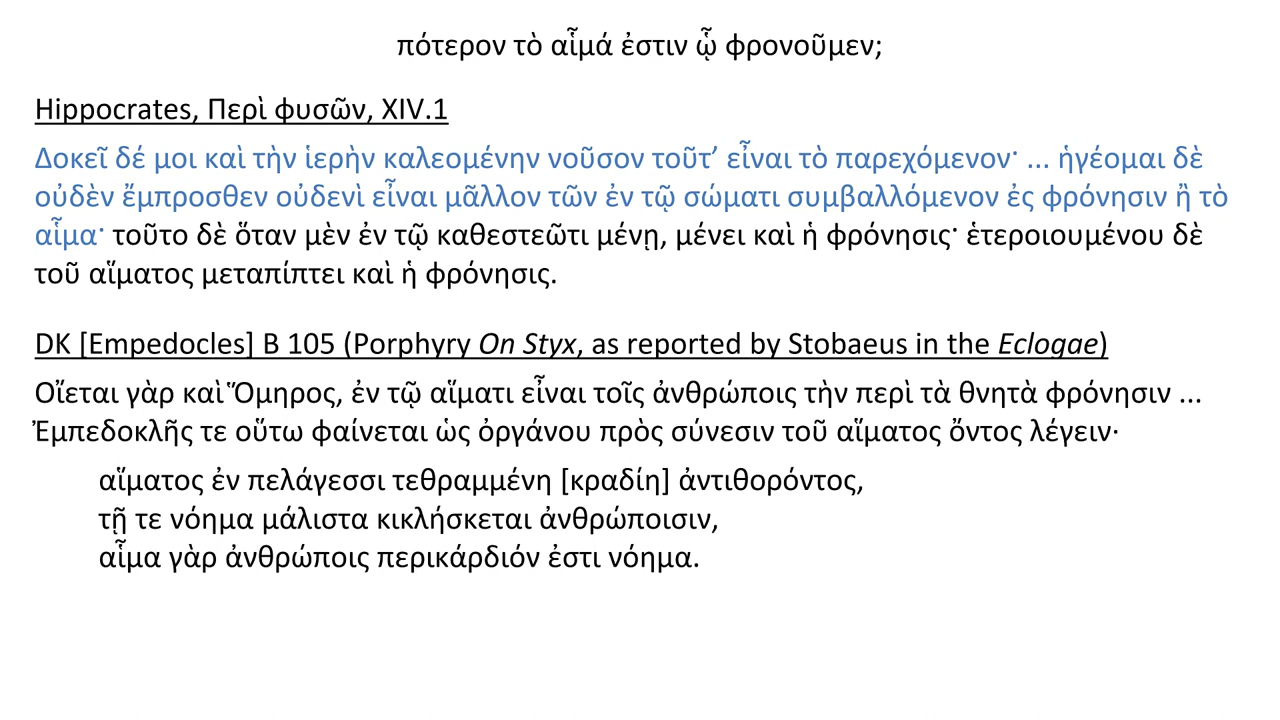 πότερον τὸ αἷμά ἐστιν ᾧ φρονοῦμεν;
Hippocrates, Περὶ φυσῶν, XIV.1
Δοκεῖ δέ μοι καὶ τὴν ἱερὴν καλεομένην νοῦσον τοῦτ’ εἶναι τὸ παρεχόμενον· ... ἡγέομαι δὲ
οὐδὲν ἔμπροσθεν οὐδενὶ εἶναι μᾶλλον τῶν ἐν τῷ σώματι συμβαλλόμενον ἐς φρόνησιν ἢ τὸ
αἷμα· τοῦτο δὲ ὅταν μὲν ἐν τῷ καθεστεῶτι μένῃ, μένει καὶ ἡ φρόνησις· ἑτεροιουμένου δὲ
τοῦ αἵματος μεταπίπτει καὶ ἡ φρόνησις.
DK [Empedocles] B 105 (Porphyry On Styx, as reported by Stobaeus in the Eclogae)
Οἴεται γὰρ καὶ Ὅμηρος, ἐν τῷ αἵματι εἶναι τοῖς ἀνθρώποις τὴν περὶ τὰ θνητὰ φρόνησιν ...
Ἐμπεδοκλῆς τε οὕτω φαίνεται ὡς ὀργάνου πρὸς σύνεσιν τοῦ αἵματος ὄντος λέγειν·
αἵματος ἐν πελάγεσσι τεθραμμένη [κραδίη] ἀντιθορόντος,
τῇ τε νόημα μάλιστα κικλήσκεται ἀνθρώποισιν,
αἷμα γὰρ ἀνθρώποις περικάρδιόν ἐστι νόημα.